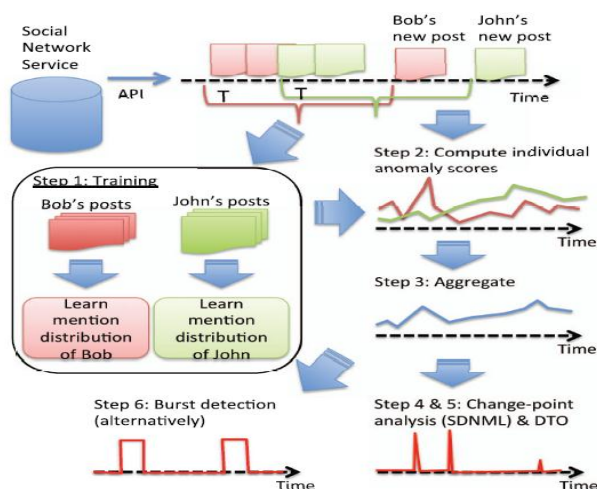 Social
Network
Service
API
Bob's
new post
John's
new post
T
T
Time
Step 1: Training
Bob's posts
John's posts
Learn
mention
distribution
of Bob
Learn
mention
distribution
of John
Step 2: Compute individual
anomaly scores
Time
Step 3: Aggregate
Time
Step 6: Burst detection
(alternatively)
Time
Step 4 & 5: Change-point
analysis (SDNML) & DTO
Time